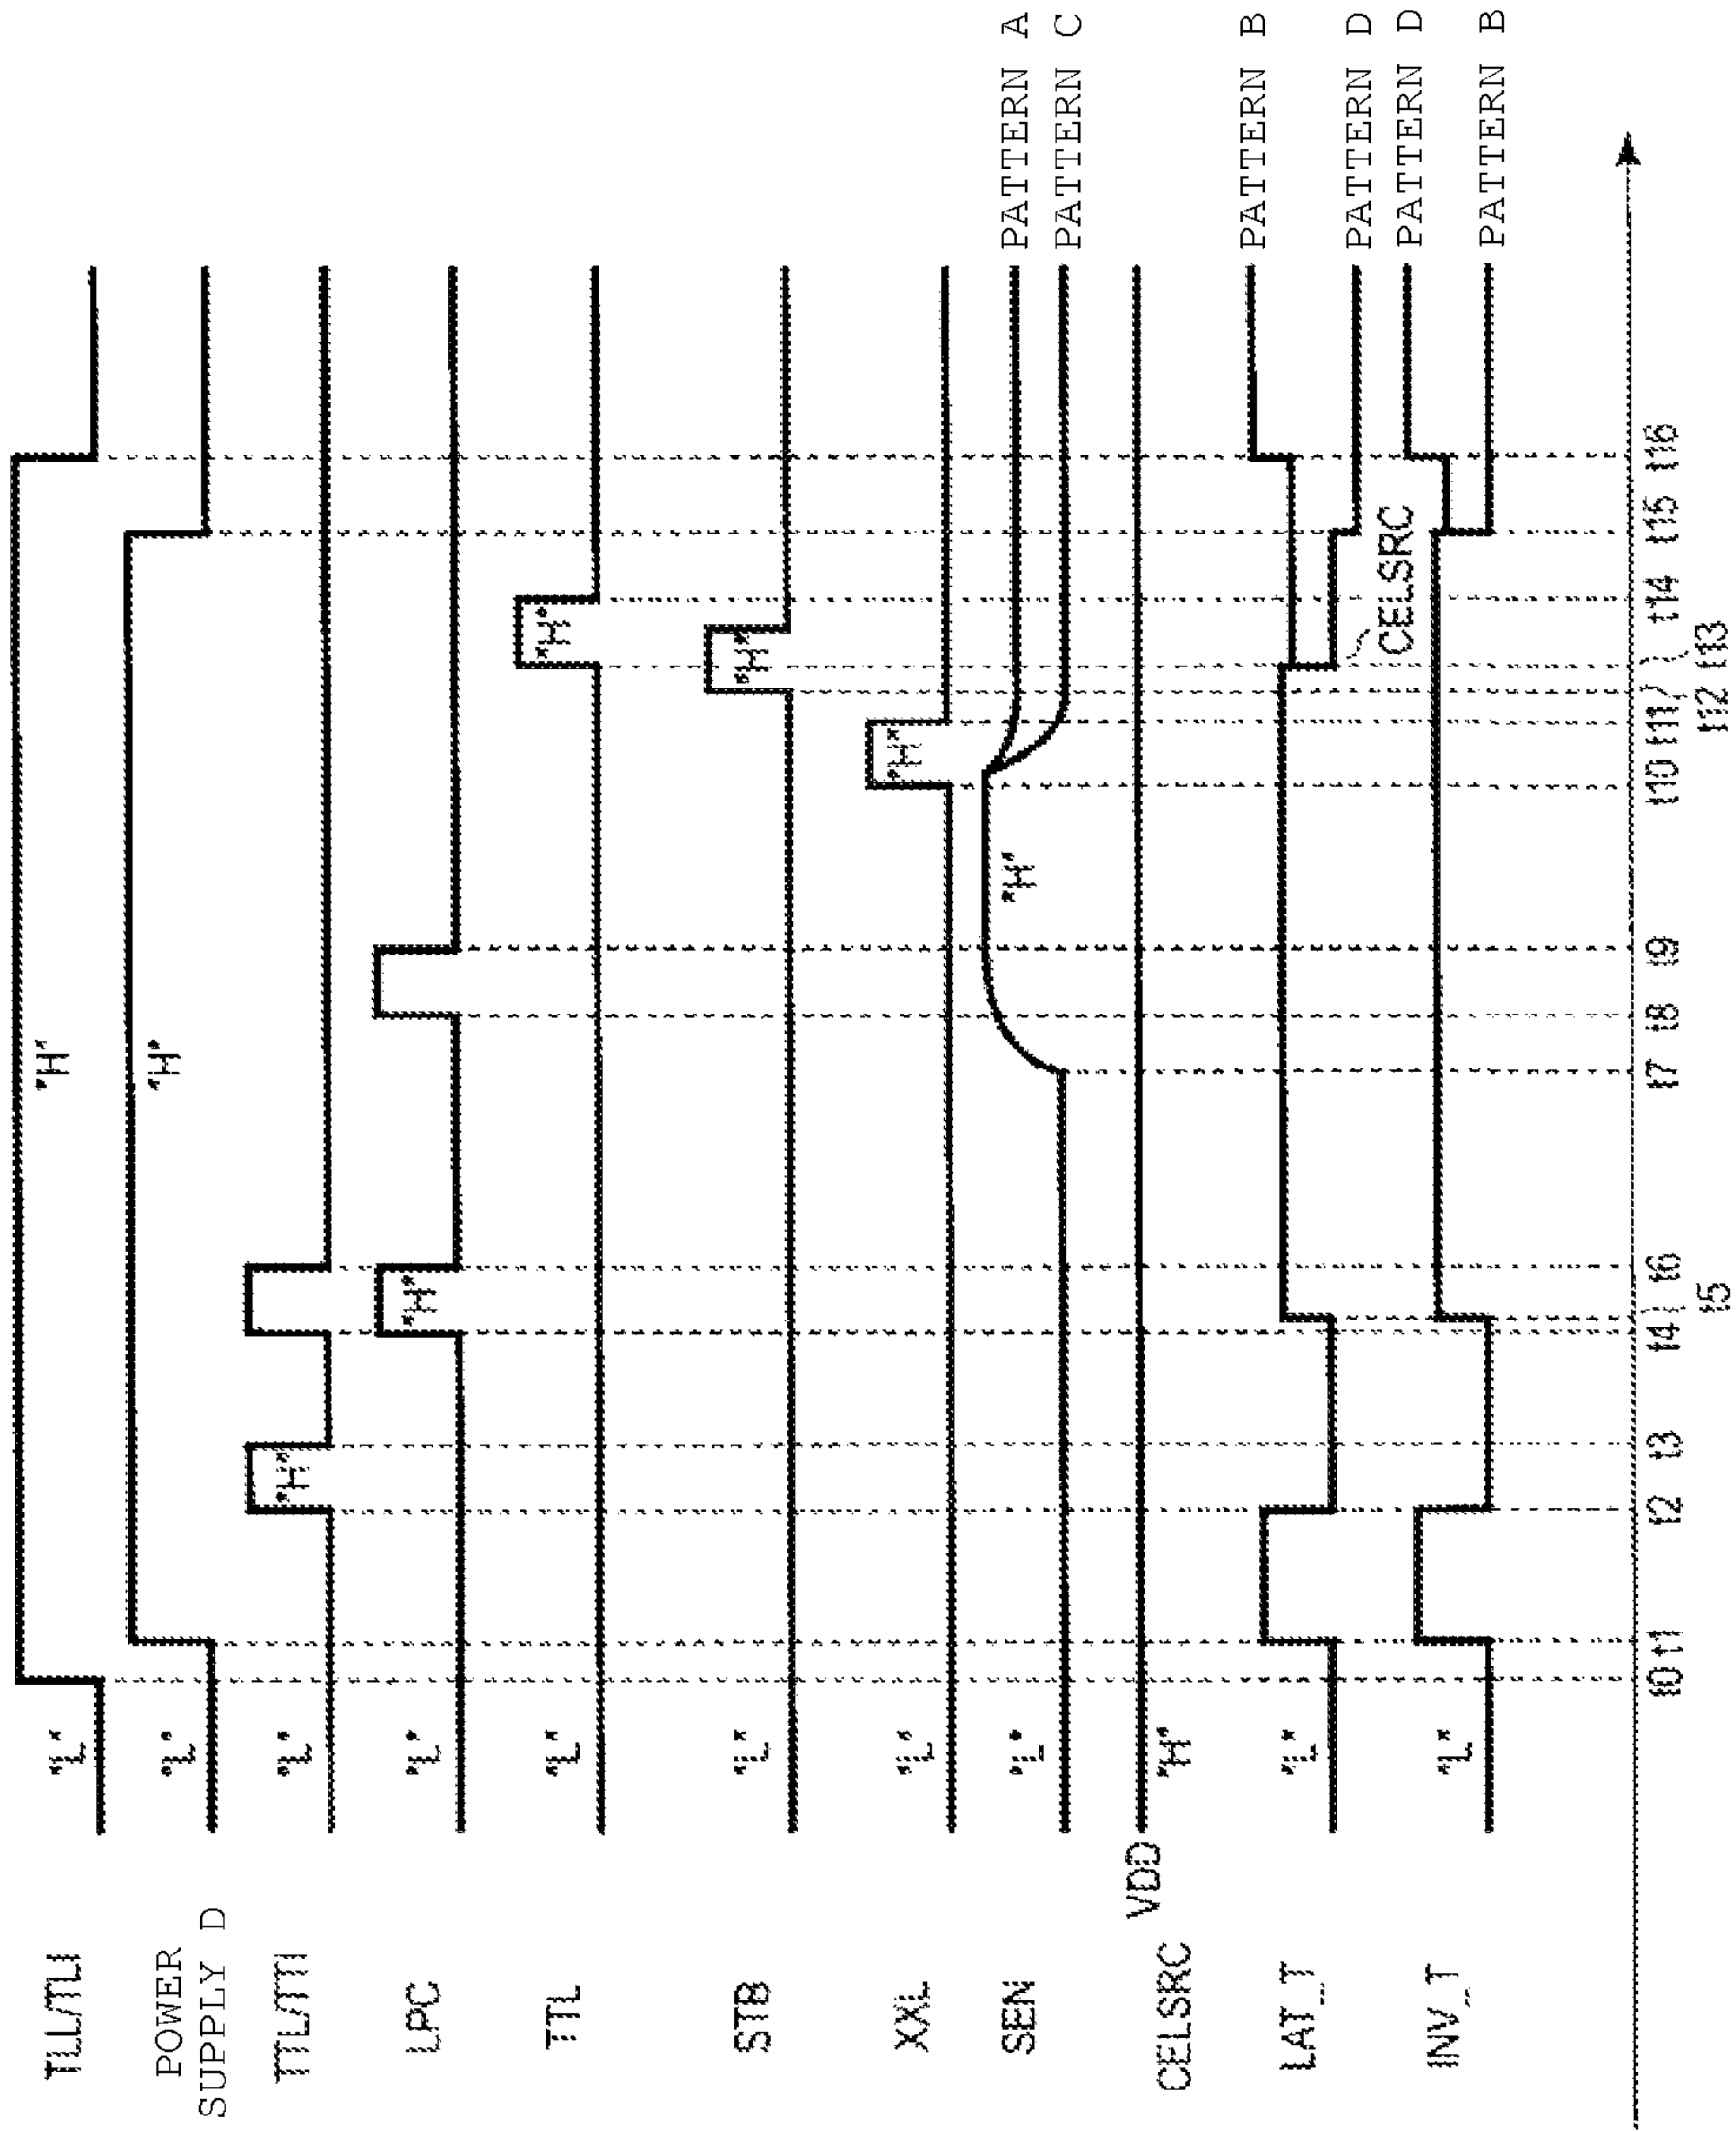 TLL/TLI "L" "H"
POWER
SUPPLY D "L" "H"
TTL/TTI "L" "H"
LPC "L" "H"
TTL "L" "H"
STB "L" "H"
XXL "L" "H"
SEN "L" "H" PATTERN A
PATTERN C
VDD
CELSRC "H"
LAT_T "L" PATTERN B
CELSRC PATTERN D
INV_T "L" PATTERN D
PATTERN B
t0 t1 t2 t3 t4 t6 t7 t8 t9 t10 t11 t14 t15 t16
t5 t12 t13